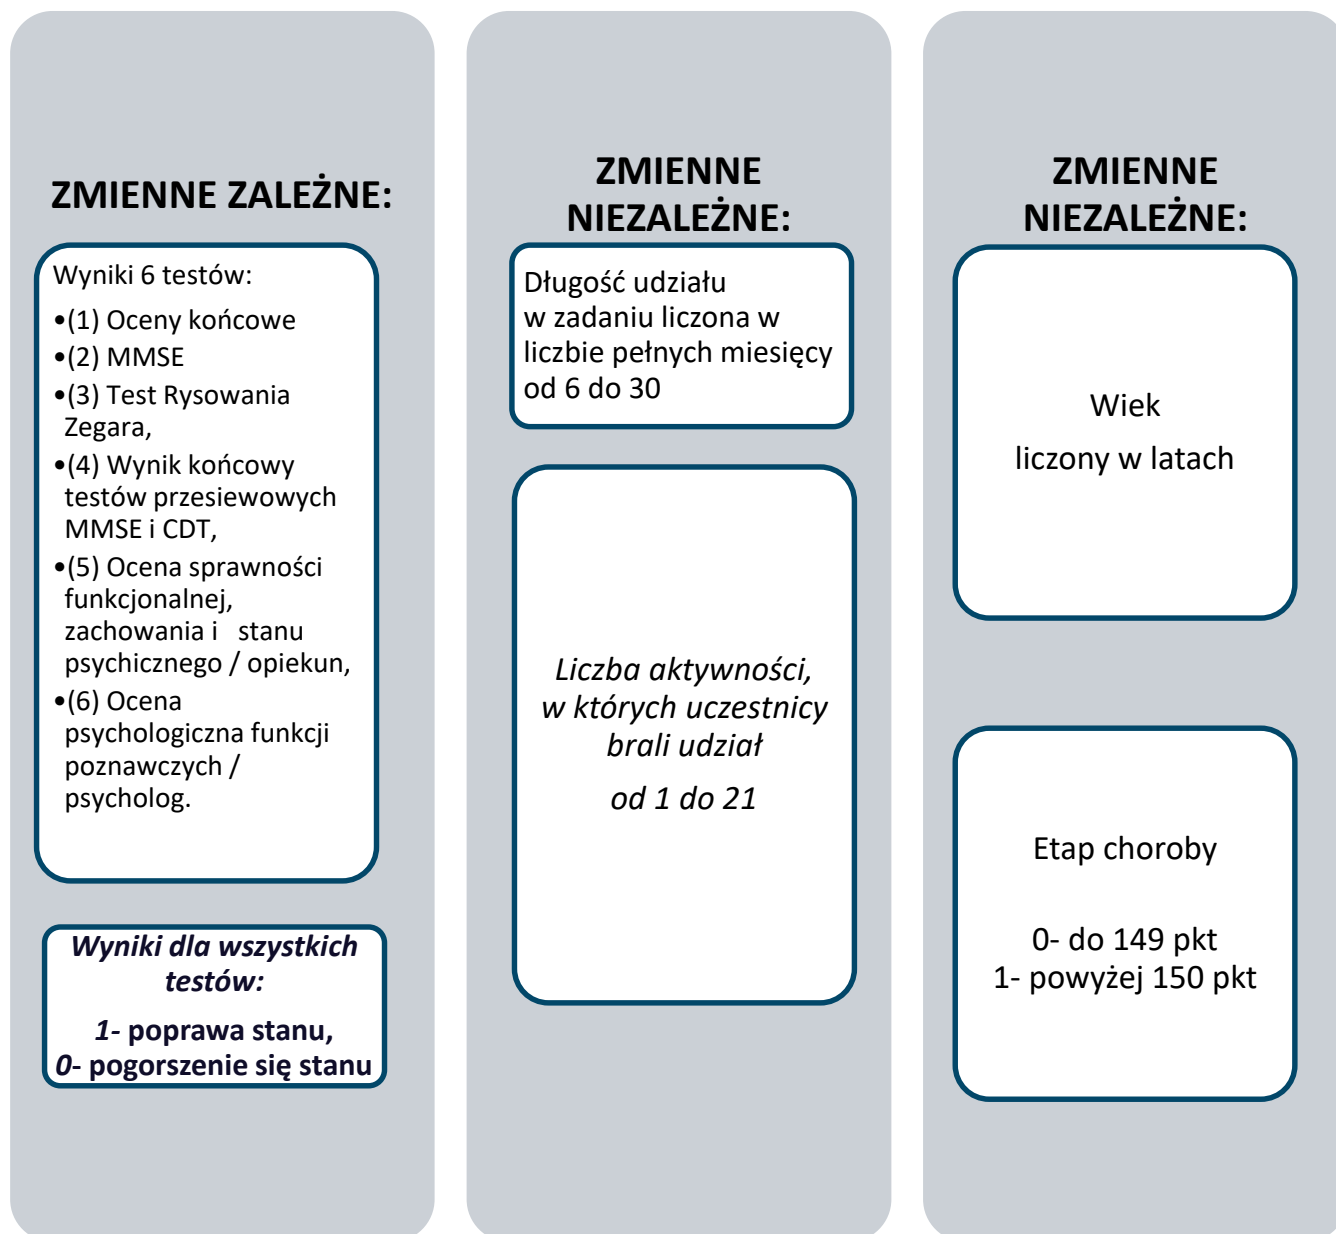 ZMIENNE ZALEŻNE:
Wyniki 6 testów:
•(1) Oceny końcowe
•(2) MMSE
•(3) Test Rysowania
Zegara,
•(4) Wynik końcowy
testów przesiewowych
MMSE i CDT,
•(5) Ocena sprawności
funkcjonalnej,
zachowania i stanu
psychicznego / opiekun,
•(6) Ocena
psychologiczna funkcji
poznawczych /
psycholog.
Wyniki dla wszystkich
testów:
1- poprawa stanu,
0- pogorszenie się stanu
ZMIENNE
NIEZALEŻNE:
Długość udziału
w zadaniu liczona w
liczbie pełnych miesięcy
od 6 do 30
Liczba aktywności,
w których uczestnicy
brali udział
od 1 do 21
ZMIENNE
NIEZALEŻNE:
Wiek
liczony w latach
Etap choroby
0- do 149 pkt
1- powyżej 150 pkt